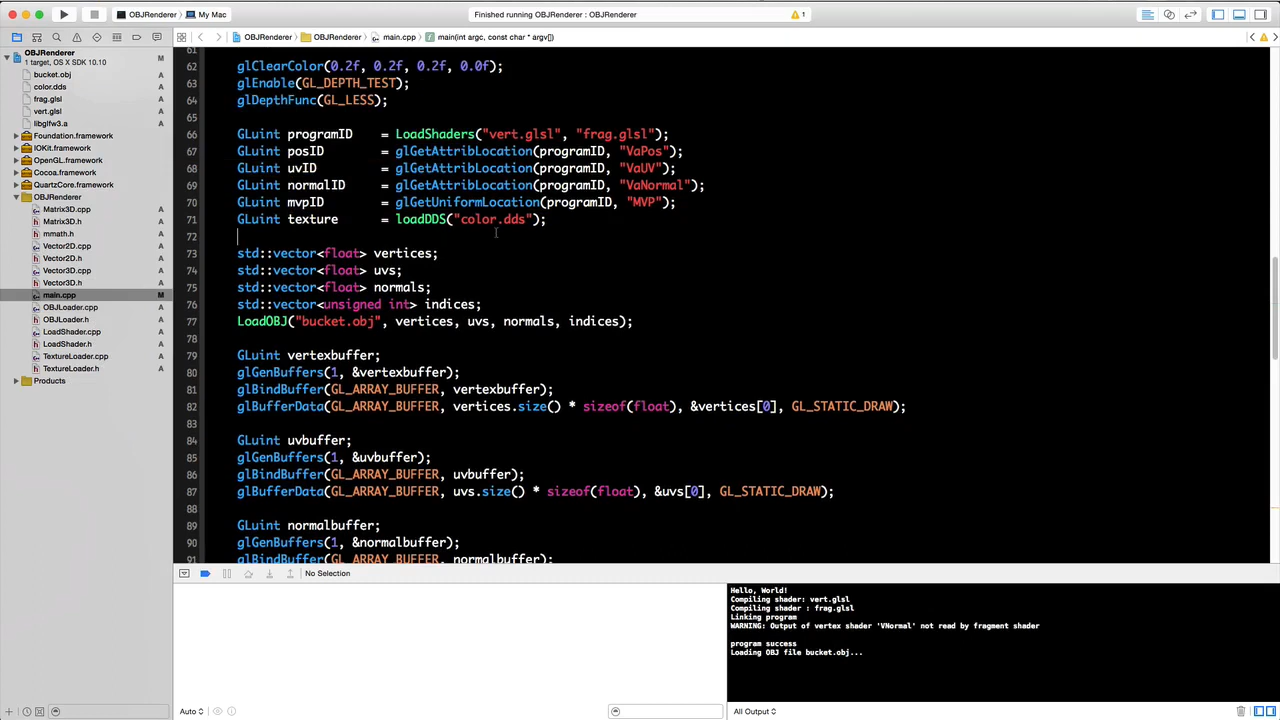 OBJRenderer My Mac
Finished running OBJRenderer : OBJRenderer
1
OBJRenderer
1 target, OS X SDK 10.10
M
bucket.obj A
color.dds A
frag.glsl A
vert.glsl A
libglfw3.a A
Foundation.framework
IOKit.framework
OpenGL.framework
Cocoa.framework
QuartzCore.framework
OBJRenderer
Matrix3D.cpp A
Matrix3D.h A
mmath.h A
Vector2D.cpp A
Vector2D.h A
Vector3D.cpp A
Vector3D.h A
main.cpp M
OBJLoader.cpp A
OBJLoader.h A
LoadShader.cpp A
LoadShader.h A
TextureLoader.cpp A
TextureLoader.h A
Products
OBJRenderer OBJRenderer main.cpp main(int argc, const char * argv[])
61
62 glClearColor(0.2f, 0.2f, 0.2f, 0.0f);
63 glEnable(GL_DEPTH_TEST);
64 glDepthFunc(GL_LESS);
65
66 GLuint programID = LoadShaders("vert.glsl", "frag.glsl");
67 GLuint posID = glGetAttribLocation(programID, "VaPos");
68 GLuint uvID = glGetAttribLocation(programID, "VaUV");
69 GLuint normalID = glGetAttribLocation(programID, "VaNormal");
70 GLuint mvpID = glGetUniformLocation(programID, "MVP");
71 GLuint texture = loadDDS("color.dds");
72
73 std::vector<float> vertices;
74 std::vector<float> uvs;
75 std::vector<float> normals;
76 std::vector<unsigned int> indices;
77 LoadOBJ("bucket.obj", vertices, uvs, normals, indices);
78
79 GLuint vertexbuffer;
80 glGenBuffers(1, &vertexbuffer);
81 glBindBuffer(GL_ARRAY_BUFFER, vertexbuffer);
82 glBufferData(GL_ARRAY_BUFFER, vertices.size() * sizeof(float), &vertices[0], GL_STATIC_DRAW);
83
84 GLuint uvbuffer;
85 glGenBuffers(1, &uvbuffer);
86 glBindBuffer(GL_ARRAY_BUFFER, uvbuffer);
87 glBufferData(GL_ARRAY_BUFFER, uvs.size() * sizeof(float), &uvs[0], GL_STATIC_DRAW);
88
89 GLuint normalbuffer;
90 glGenBuffers(1, &normalbuffer);
91 glBindBuffer(GL_ARRAY_BUFFER, normalbuffer);
No Selection
Hello, World!
Compiling shader: vert.glsl
Compiling shader : frag.glsl
Linking program
WARNING: Output of vertex shader 'VNormal' not read by fragment shader
program success
Loading OBJ file bucket.obj...
Auto
All Output